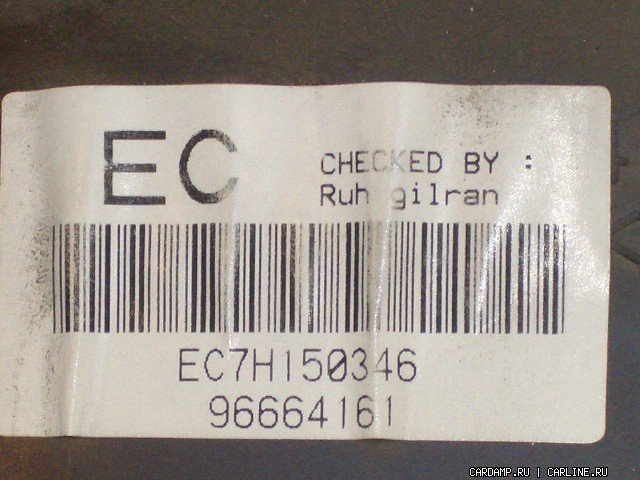 EC
CHECKED BY :
Ruh gilran
EC7H150346
96664161
CARDAMP.RU | CARLINE.RU